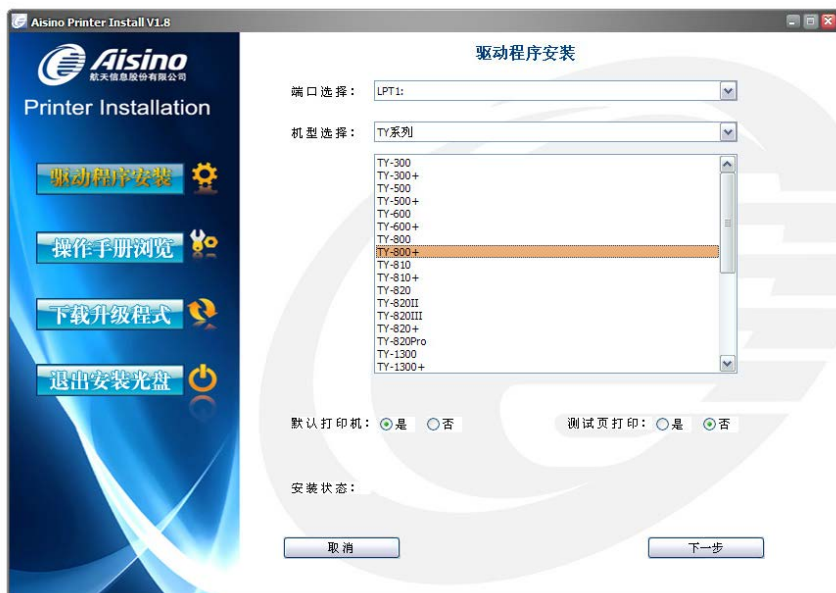 Aisino Printer Install V1.8
Aisino
航天信息股份有限公司
Printer Installation
驱动程序安装
操作手册浏览
下载升级程式
退出安装光盘
驱动程序安装
端口选择： LPT1:
机型选择： TY系列
TY-300
TY-300+
TY-500
TY-500+
TY-600
TY-600+
TY-800
TY-800+
TY-810
TY-810+
TY-820
TY-820II
TY-820III
TY-820+
TY-820Pro
TY-1300
TY-1300+
默认打印机： 是 否 测试页打印： 是 否
安装状态：
取消 下一步